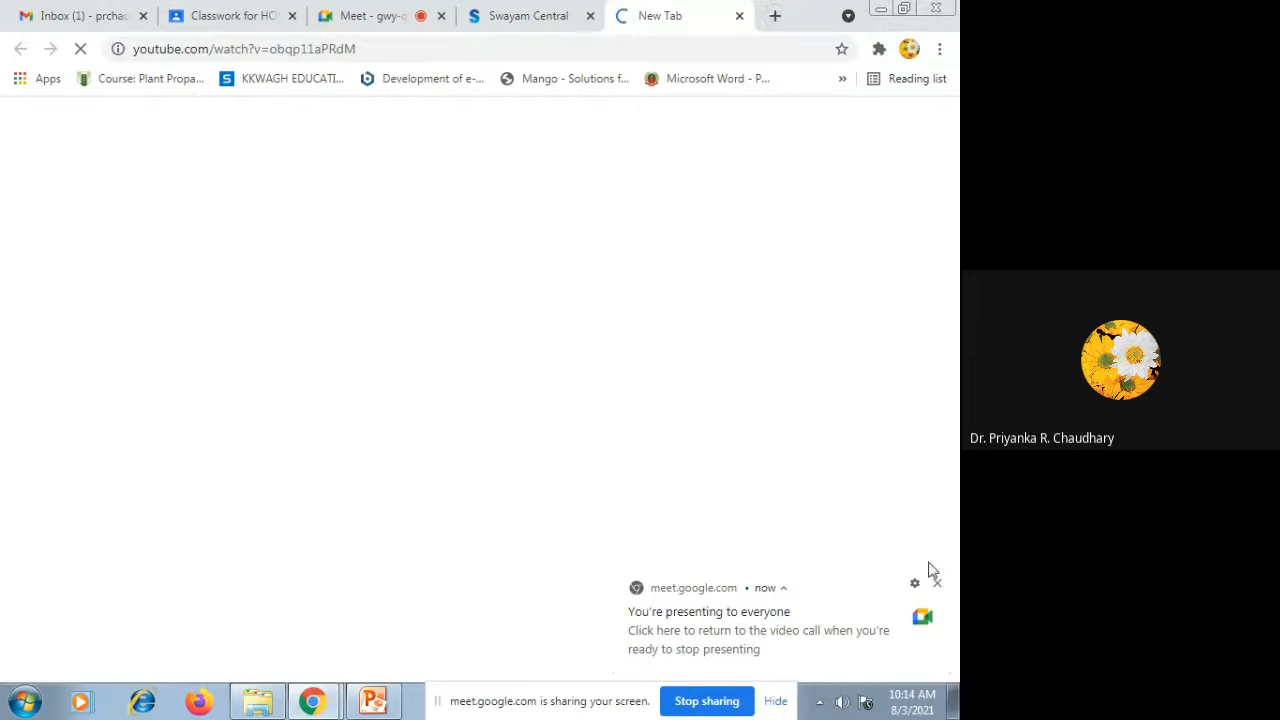 Inbox (1) - prcha
Classwork for HO
Meet - gwy-q
Swayam Central
New Tab
youtube.com/watch?v=obqp11aPRdM
Apps
Course: Plant Propa...
KKWAGH EDUCATI...
Development of e-...
Mango - Solutions f...
Microsoft Word - P...
»
Reading list
Dr. Priyanka R. Chaudhary
meet.google.com • now
You're presenting to everyone
Click here to return to the video call when you're
ready to stop presenting
meet.google.com is sharing your screen.
Stop sharing
Hide
10:14 AM
8/3/2021